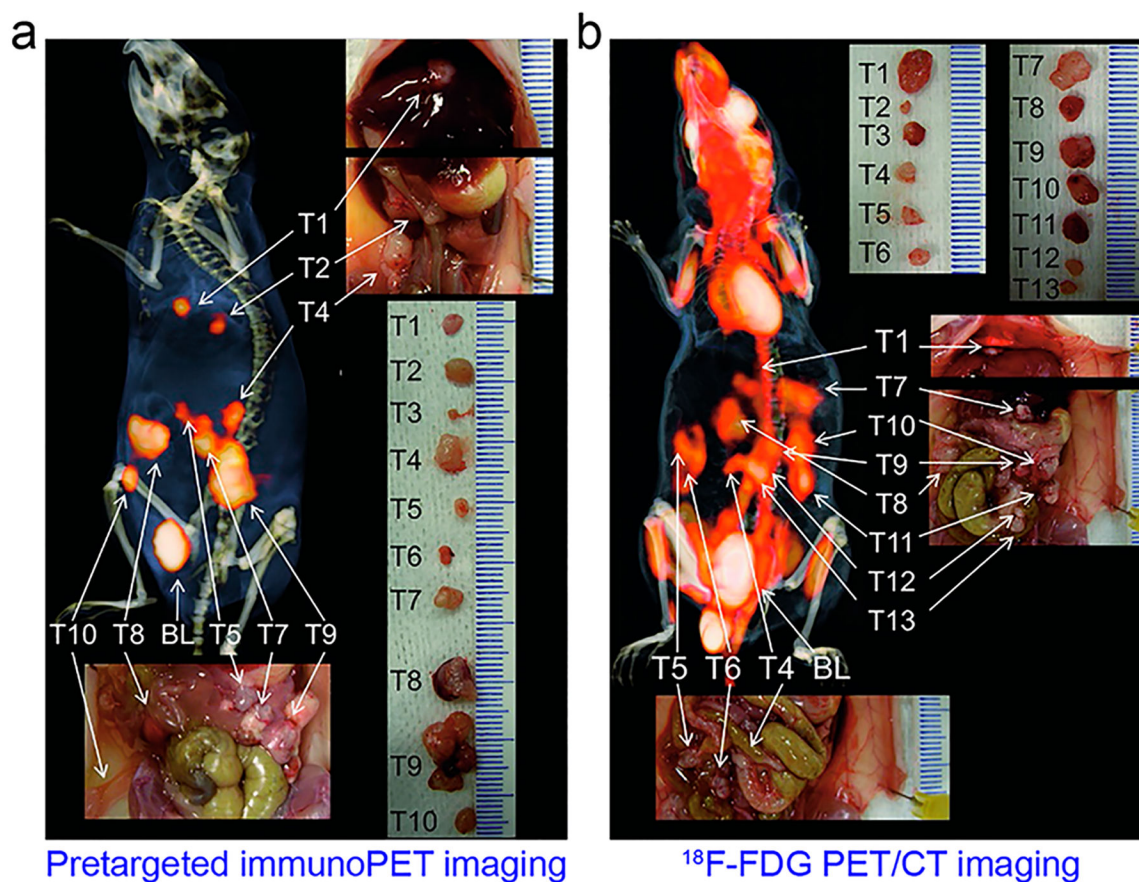 a
T1
T2
T4
T1
T2
T3
T4
T5
T6
T7
T8
T9
T10
T10 T8 BL T5 T7 T9
Pretargeted immunoPET imaging
b
T1
T2
T3
T4
T5
T6
T7
T8
T9
T10
T11
T12
T13
T1
T7
T10
T9
T8
T11
T12
T13
T5 T6 T4 BL
¹⁸F-FDG PET/CT imaging